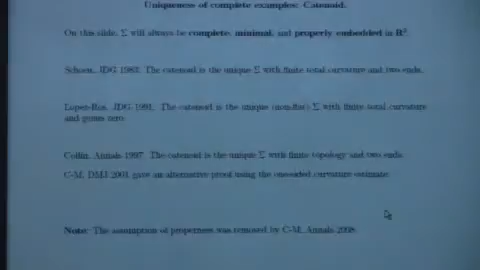 Uniqueness of complete examples: Catenoid.
On this slide, Σ will always be complete, minimal, and properly embedded in R³.
Schoen, JDG 1983. The catenoid is the unique Σ with finite total curvature and two ends.
Lopez-Ros, JDG 1991. The catenoid is the unique (non-flat) Σ with finite total curvature
and genus zero.
Collin, Annals 1997. The catenoid is the unique Σ with finite topology and two ends.
C-M, DMJ 2001, gave an alternative proof using the one-sided curvature estimate.
Note: The assumption of properness was removed by C-M, Annals 2008.